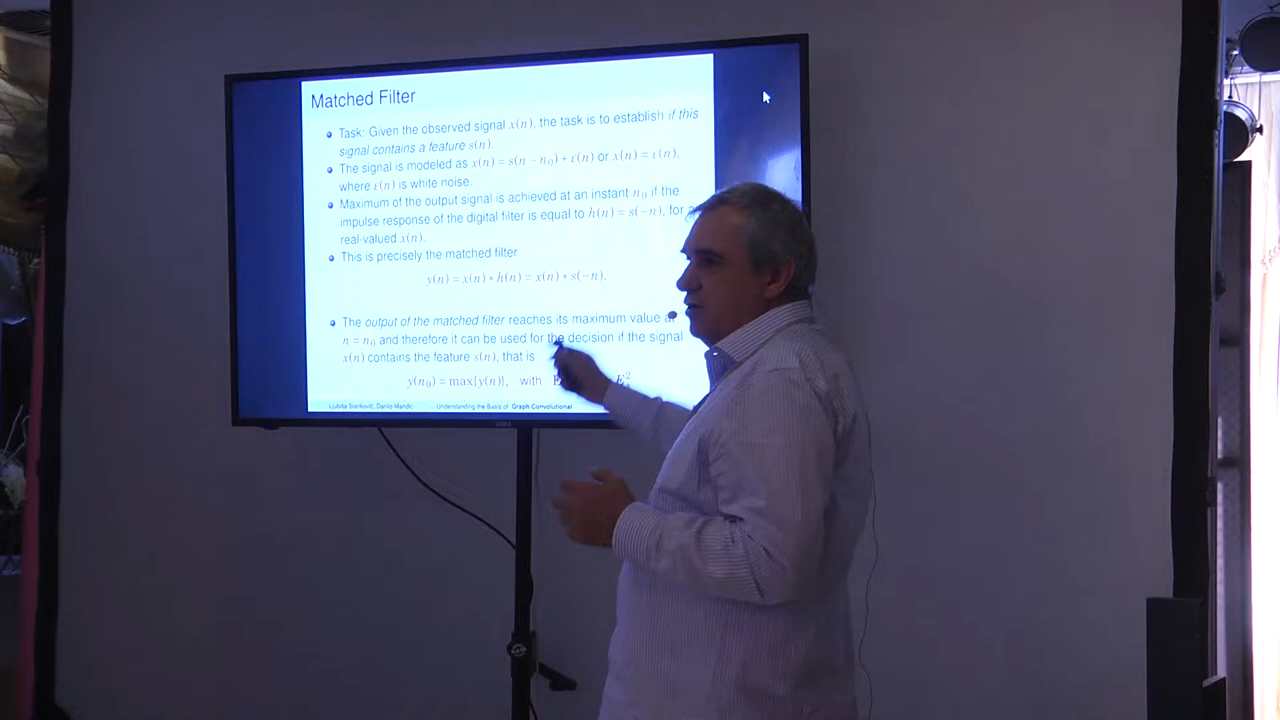 Matched Filter
Task: Given the observed signal x(n), the task is to establish if this
signal contains a feature s(n).
The signal is modeled as x(n) = s(n − n₀) + ε(n) or x(n) = ε(n),
where ε(n) is white noise.
Maximum of the output signal is achieved at an instant n₀ if the
impulse response of the digital filter is equal to h(n) = s(−n), for a
real-valued x(n).
This is precisely the matched filter
y(n) = x(n) ∗ h(n) = x(n) ∗ s(−n).
The output of the matched filter reaches its maximum value
n = n₀ and therefore it can be used for the decision if the signal
x(n) contains the feature s(n), that is
y(n₀) = max{y(n)}, with
Ljubiša Stanković, Danilo Mandic Understanding the Basis of Graph Convolutional